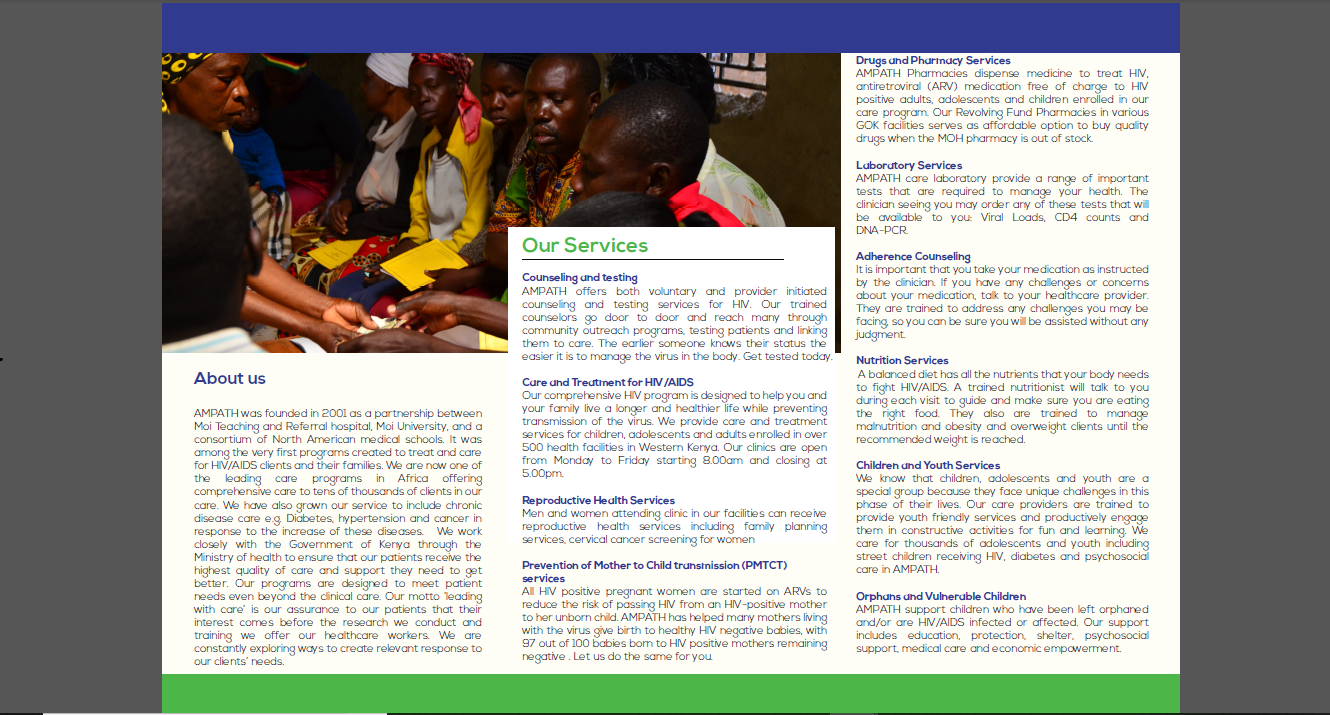 About us
AMPATH was founded in 2001 as a partnership between
Moi Teaching and Referral hospital, Moi University, and a
consortium of North American medical schools. It was
among the very first programs created to treat and care
for HIV/AIDS clients and their families. We are now one of
the leading care programs in Africa offering
comprehensive care to tens of thousands of clients in our
care. We have also grown our service to include chronic
disease care e.g. Diabetes, hypertension and cancer in
response to the increase of these diseases. We work
closely with the Government of Kenya through the
Ministry of health to ensure that our patients receive the
highest quality of care and support they need to get
better. Our programs are designed to meet patient
needs even beyond the clinical care. Our motto 'leading
with care' is our assurance to our patients that their
interest comes before the research we conduct and
training we offer our healthcare workers. We are
constantly exploring ways to create relevant response to
our clients' needs.
Our Services
Counseling and testing
AMPATH offers both voluntary and provider initiated
counseling and testing services for HIV. Our trained
counselors go door to door and reach many through
community outreach programs, testing patients and linking
them to care. The earlier someone knows their status the
easier it is to manage the virus in the body. Get tested today.
Care and Treatment for HIV/AIDS
Our comprehensive HIV program is designed to help you and
your family live a longer and healthier life while preventing
transmission of the virus. We provide care and treatment
services for children, adolescents and adults enrolled in over
500 health facilities in Western Kenya. Our clinics are open
from Monday to Friday starting 8.00am and closing at
5.00pm.
Reproductive Health Services
Men and women attending clinic in our facilities can receive
reproductive health services including family planning
services, cervical cancer screening for women
Prevention of Mother to Child transmission (PMTCT)
services
All HIV positive pregnant women are started on ARVs to
reduce the risk of passing HIV from an HIV-positive mother
to her unborn child. AMPATH has helped many mothers living
with the virus give birth to healthy HIV negative babies, with
97 out of 100 babies born to HIV positive mothers remaining
negative . Let us do the same for you.
Drugs and Pharmacy Services
AMPATH Pharmacies dispense medicine to treat HIV,
antiretroviral (ARV) medication free of charge to HIV
positive adults, adolescents and children enrolled in our
care program. Our Revolving Fund Pharmacies in various
GOK facilities serves as affordable option to buy quality
drugs when the MOH pharmacy is out of stock.
Laboratory Services
AMPATH care laboratory provide a range of important
tests that are required to manage your health. The
clinician seeing you may order any of these tests that will
be available to you: Viral Loads, CD4 counts and
DNA-PCR.
Adherence Counseling
It is important that you take your medication as instructed
by the clinician. If you have any challenges or concerns
about your medication, talk to your healthcare provider.
They are trained to address any challenges you may be
facing, so you can be sure you will be assisted without any
judgment.
Nutrition Services
A balanced diet has all the nutrients that your body needs
to fight HIV/AIDS. A trained nutritionist will talk to you
during each visit to guide and make sure you are eating
the right food. They also are trained to manage
malnutrition and obesity and overweight clients until the
recommended weight is reached.
Children and Youth Services
We know that children, adolescents and youth are a
special group because they face unique challenges in this
phase of their lives. Our care providers are trained to
provide youth friendly services and productively engage
them in constructive activities for fun and learning. We
care for thousands of adolescents and youth including
street children receiving HIV, diabetes and psychosocial
care in AMPATH.
Orphans and Vulnerable Children
AMPATH support children who have been left orphaned
and/or are HIV/AIDS infected or affected. Our support
includes education, protection, shelter, psychosocial
support, medical care and economic empowerment.